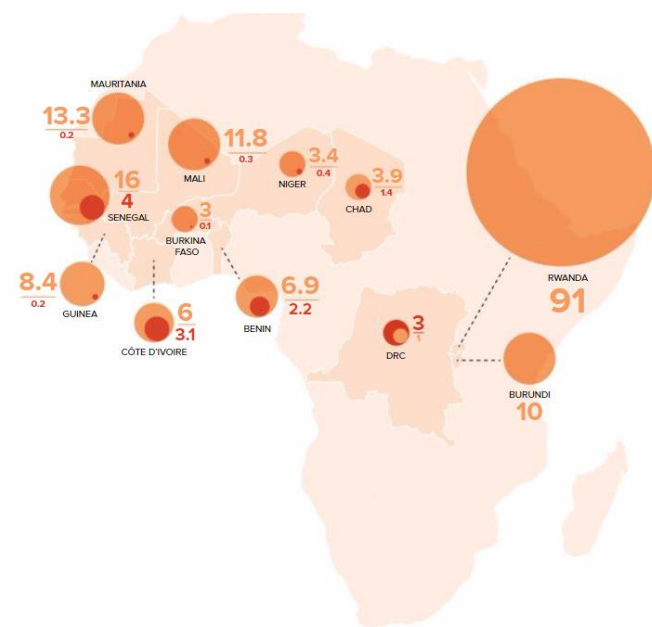 MAURITANIA
13.3
0.2
11.8
0.3
MALI
3.4
0.4
NIGER
3.9
1.4
CHAD
16
4
SENEGAL
3
0.1
BURKINA
FASO
8.4
0.2
GUINEA
6
3.1
CÔTE D'IVOIRE
6.9
2.2
BENIN
3
1
DRC
RWANDA
91
BURUNDI
10